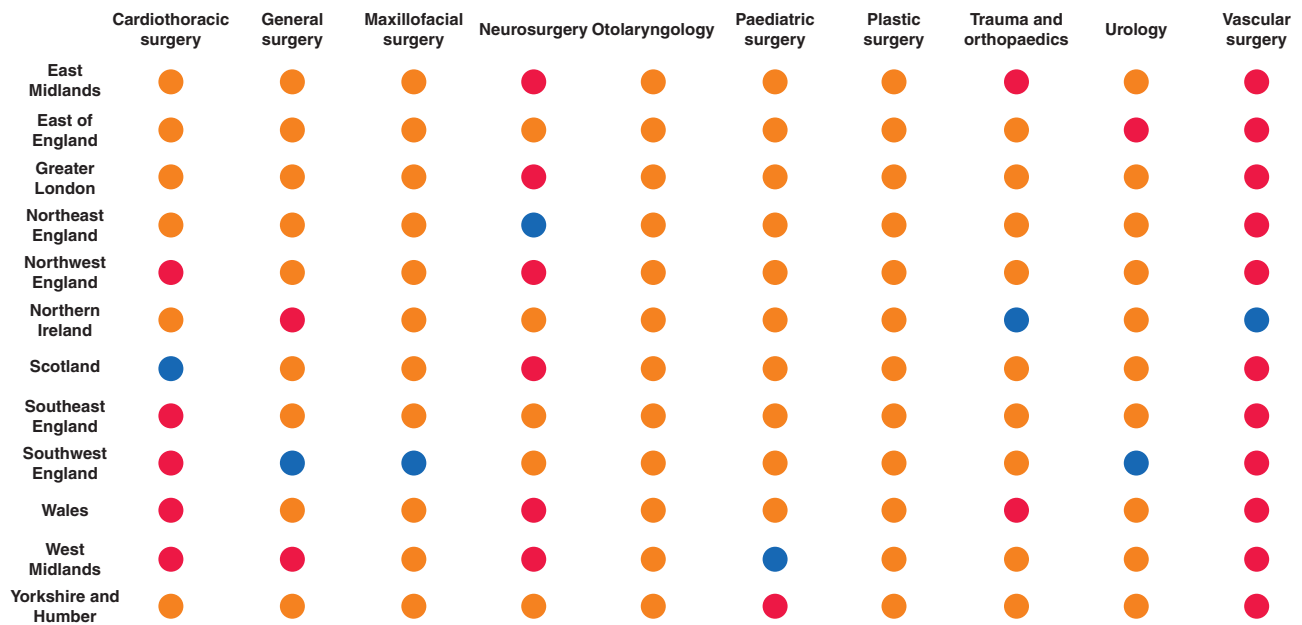 Cardiothoracic
surgery
General
surgery
Maxillofacial
surgery
Neurosurgery
Otolaryngology
Paediatric
surgery
Plastic
surgery
Trauma and
orthopaedics
Urology
Vascular
surgery
East
Midlands
East of
England
Greater
London
Northeast
England
Northwest
England
Northern
Ireland
Scotland
Southeast
England
Southwest
England
Wales
West
Midlands
Yorkshire and
Humber